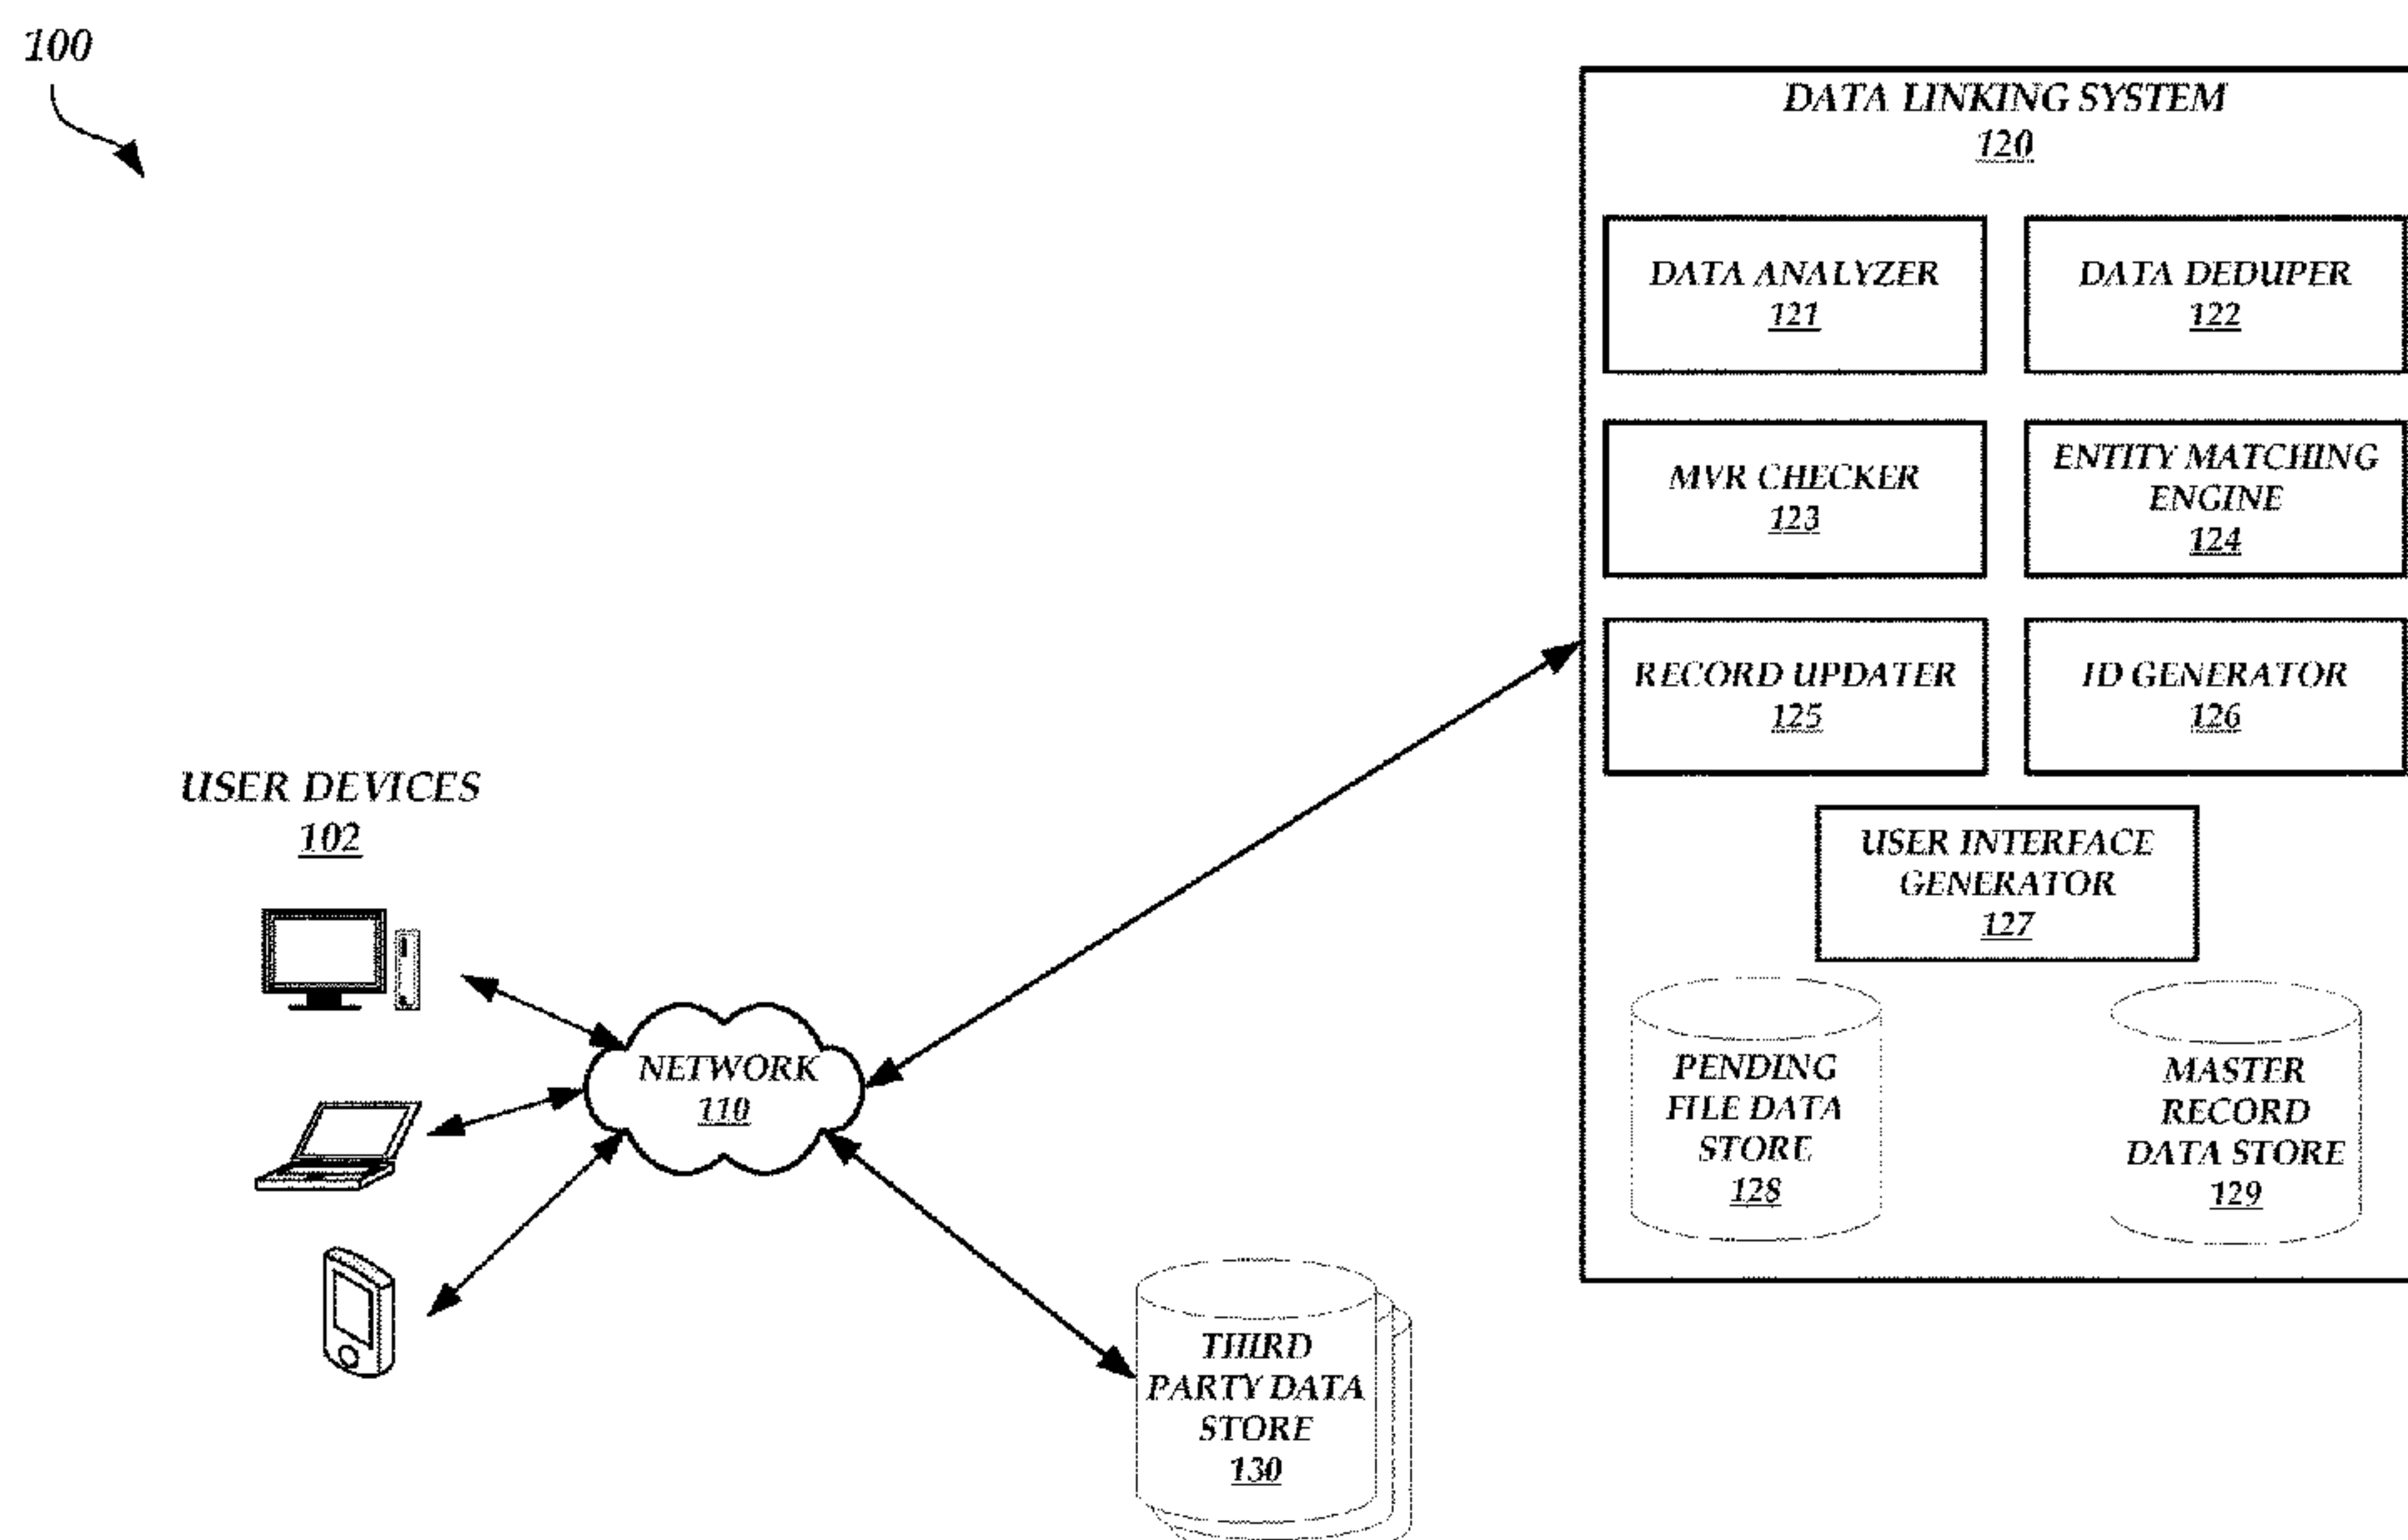 100
DATA LINKING SYSTEM
120
DATA ANALYZER
121
DATA DEDUPER
122
MVR CHECKER
123
ENTITY MATCHING
ENGINE
124
RECORD UPDATER
125
ID GENERATOR
126
USER INTERFACE
GENERATOR
127
PENDING
FILE DATA
STORE
128
MASTER
RECORD
DATA STORE
129
USER DEVICES
102
NETWORK
110
THIRD
PARTY DATA
STORE
130